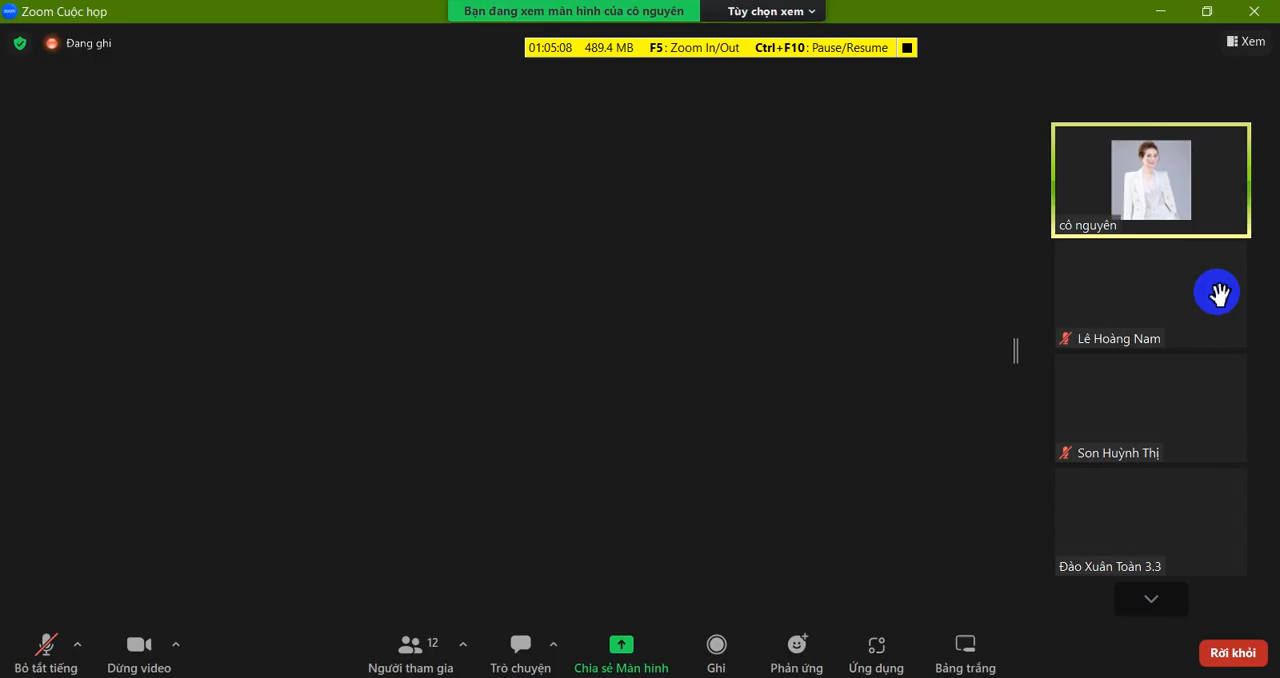 zoom Zoom Cuộc họp
Bạn đang xem màn hình của cô nguyên
Tùy chọn xem
Đang ghi
01:05:08 489.4 MB F5: Zoom In/Out Ctrl+F10: Pause/Resume
Xem
cô nguyên
Lê Hoàng Nam
Son Huỳnh Thị
Đào Xuân Toàn 3.3
12
Bỏ tắt tiếng
Dừng video
Người tham gia
Trò chuyện
Chia sẻ Màn hình
Ghi
Phản ứng
Ứng dụng
Bảng trắng
Rời khỏi